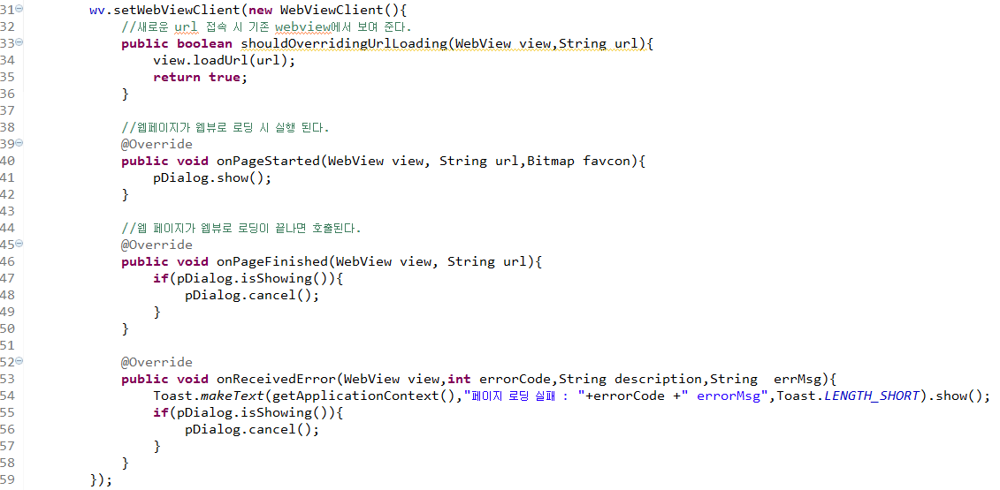 31 wv.setWebViewClient(new WebViewClient(){
32 //새로운 url 접속 시 기존 webview에서 보여 준다.
33 public boolean shouldOverridingUrlLoading(WebView view,String url){
34 view.loadUrl(url);
35 return true;
36 }
37
38 //웹페이지가 웹뷰로 로딩 시 실행 된다.
39 @Override
40 public void onPageStarted(WebView view, String url,Bitmap favcon){
41 pDialog.show();
42 }
43
44 //웹 페이지가 웹뷰로 로딩이 끝나면 호출된다.
45 @Override
46 public void onPageFinished(WebView view, String url){
47 if(pDialog.isShowing()){
48 pDialog.cancel();
49 }
50 }
51
52 @Override
53 public void onReceivedError(WebView view,int errorCode,String description,String  errMsg){
54 Toast.makeText(getApplicationContext(),"페이지 로딩 실패 : "+errorCode +" errorMsg",Toast.LENGTH_SHORT).show();
55 if(pDialog.isShowing()){
56 pDialog.cancel();
57 }
58 }
59 });